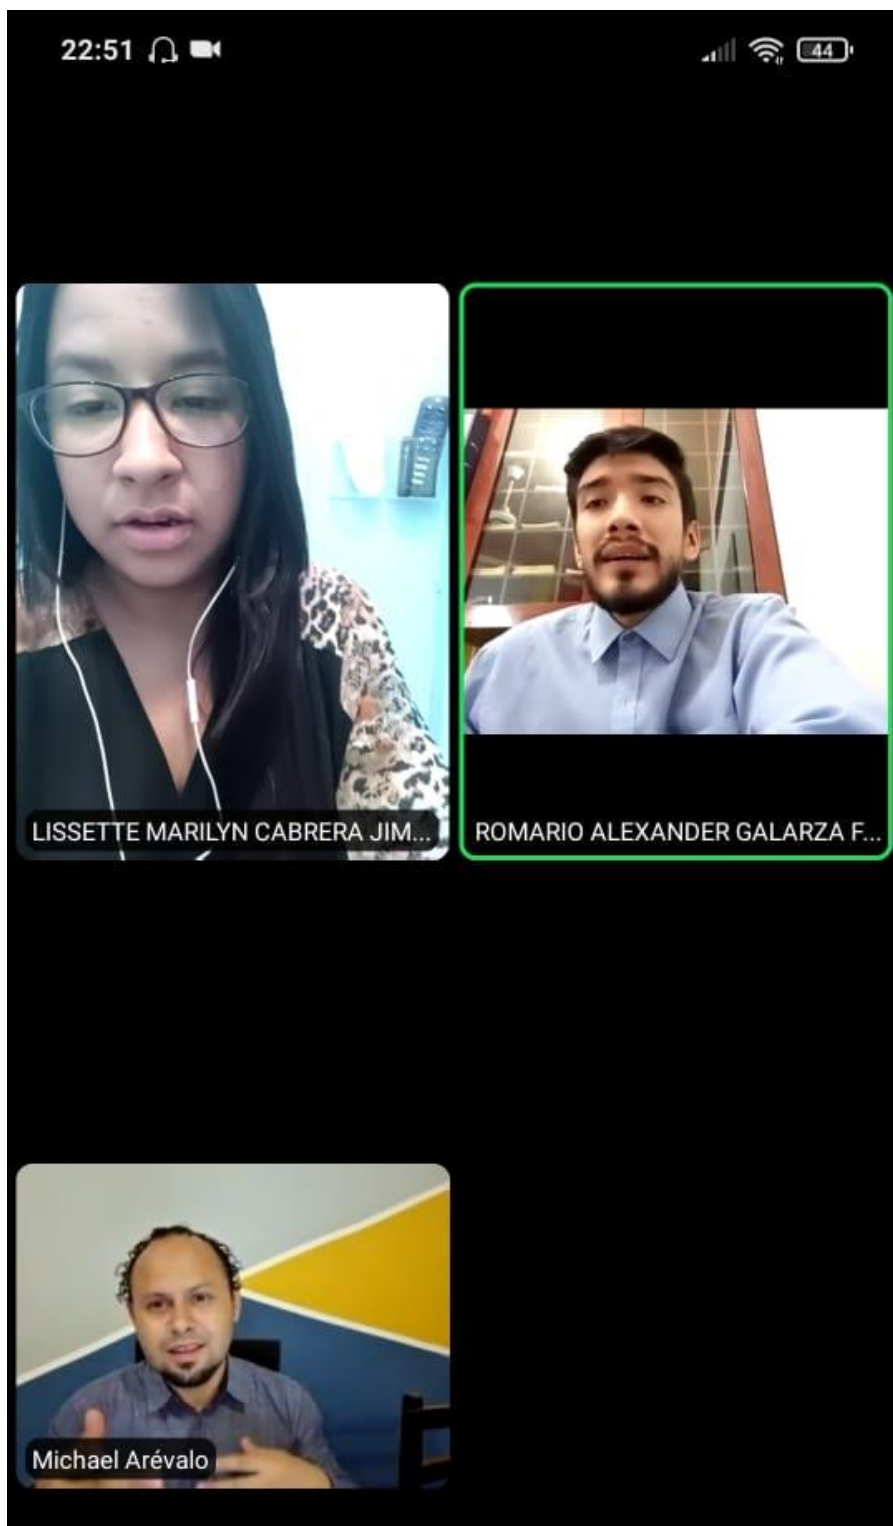 22:51
44
LISSETTE MARILYN CABRERA JIM...
ROMARIO ALEXANDER GALARZA F...
Michael Arévalo